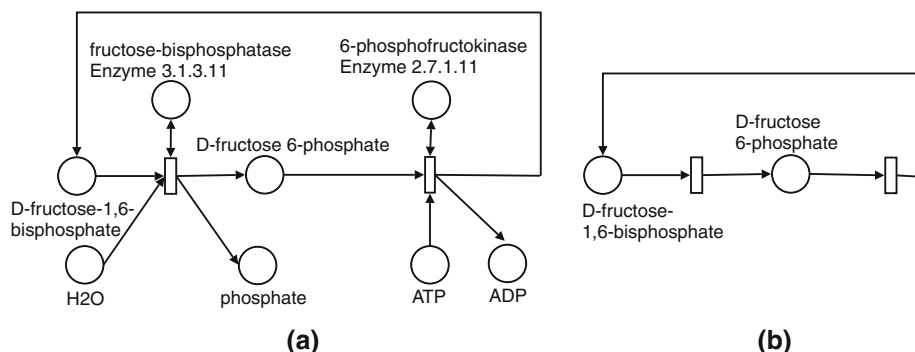 fructose-bisphosphatase
Enzyme 3.1.3.11
6-phosphofructokinase
Enzyme 2.7.1.11
D-fructose 6-phosphate
D-fructose-1,6-
bisphosphate
H2O
phosphate
ATP
ADP
(a)
D-fructose
6-phosphate
D-fructose-
1,6-bisphosphate
(b)